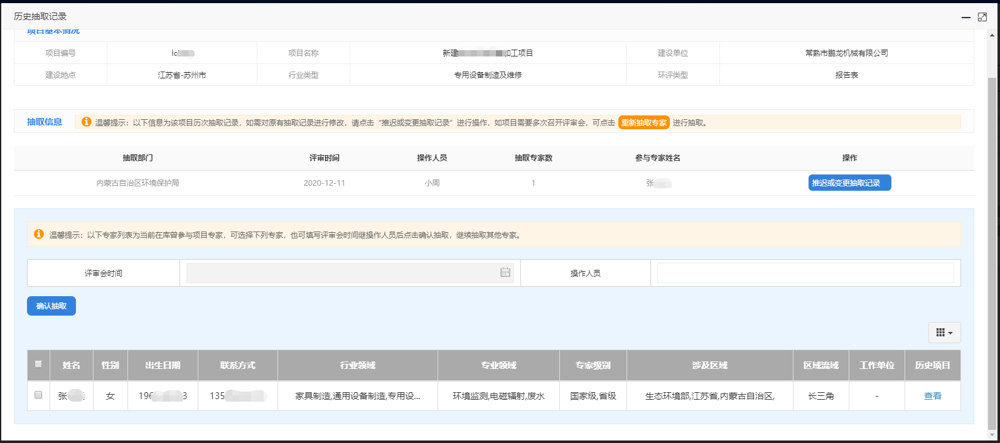 历史抽取记录
项目基本情况
项目编号 lc 项目名称 新建 加工项目 建设单位 常熟市鹏龙机械有限公司
建设地点 江苏省-苏州市 行业类型 专用设备制造及维修 环评类型 报告表
抽取信息 温馨提示：以下信息为该项目历次抽取记录，如需对原有抽取记录进行修改，请点击“推迟或变更抽取记录”进行操作，如项目需要多次召开评审会，可点击 重新抽取专家 进行抽取。
抽取部门 评审时间 操作人员 抽取专家数 参与专家姓名 操作
内蒙古自治区环境保护局 2020-12-11 小周 1 张 推迟或变更抽取记录
温馨提示：以下专家列表为当前在库曾参与项目专家，可选择下列专家，也可填写评审会时间继操作人员后点击确认抽取，继续抽取其他专家。
评审会时间 操作人员
确认抽取
姓名 性别 出生日期 联系方式 行业领域 专业领域 专家级别 涉及区域 区域流域 工作单位 历史项目
张 女 196 3 135 家具制造,通用设备制造,专用设... 环境监测,电磁辐射,废水 国家级,省级 生态环境部,江苏省,内蒙古自治区, 长三角 - 查看